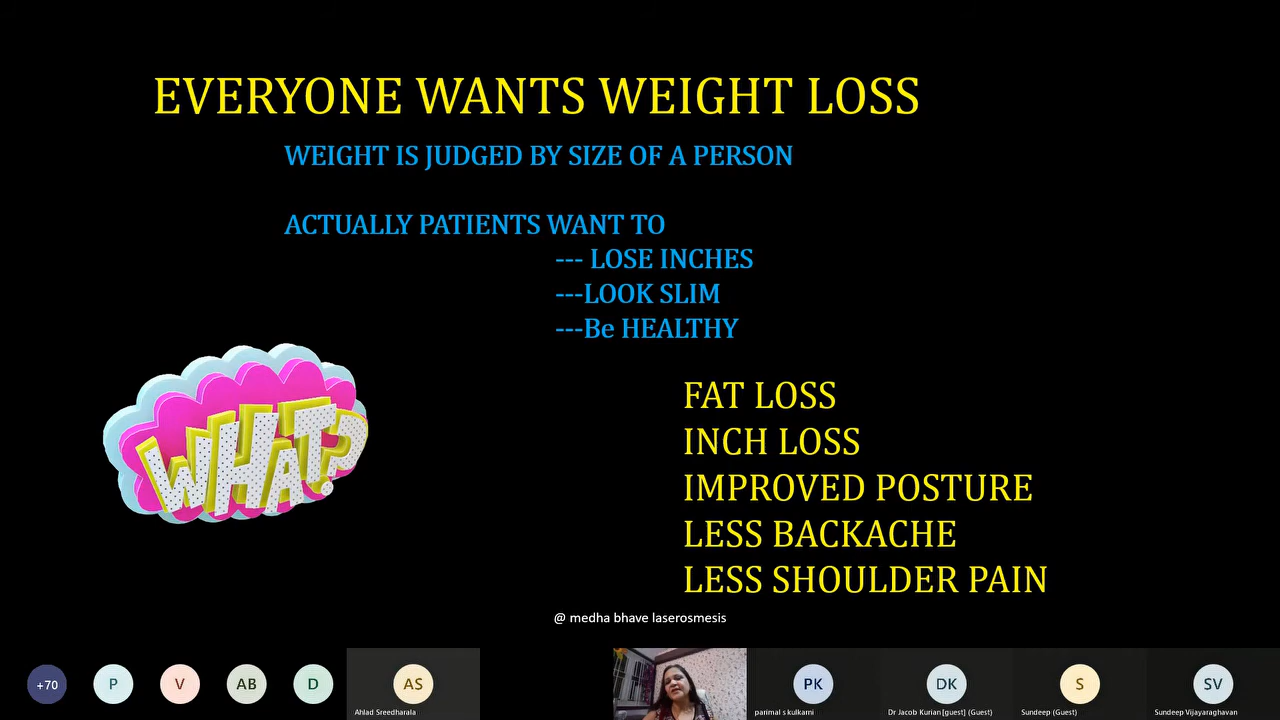 EVERYONE WANTS WEIGHT LOSS
WEIGHT IS JUDGED BY SIZE OF A PERSON
ACTUALLY PATIENTS WANT TO
--- LOSE INCHES
---LOOK SLIM
---Be HEALTHY
WHAT?
FAT LOSS
INCH LOSS
IMPROVED POSTURE
LESS BACKACHE
LESS SHOULDER PAIN
@ medha bhave laserosmesis
+70 P V AB D AS PK DK S SV
Ahlad Sreedharala parimal s kulkarni Dr Jacob Kurian[guest] (Guest) Sundeep (Guest) Sundeep Vijayaraghavan